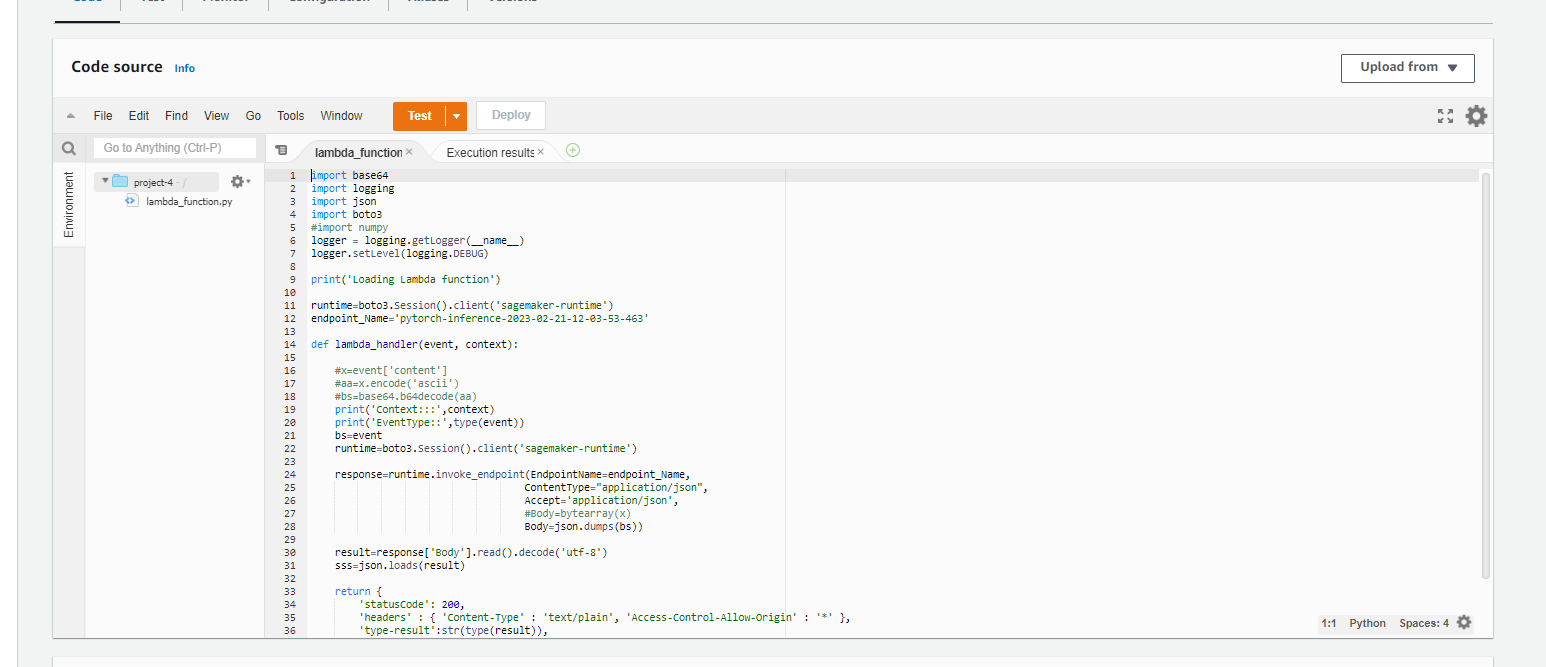 Code Test Monitor Configuration Aliases Versions
Code source Info
Upload from
File Edit Find View Go Tools Window Test Deploy
Go to Anything (Ctrl-P)
lambda_function × Execution results ×
Environment
project-4 - /
lambda_function.py
1 import base64
2 import logging
3 import json
4 import boto3
5 #import numpy
6 logger = logging.getLogger(__name__)
7 logger.setLevel(logging.DEBUG)
8
9 print('Loading Lambda function')
10
11 runtime=boto3.Session().client('sagemaker-runtime')
12 endpoint_Name='pytorch-inference-2023-02-21-12-03-53-463'
13
14 def lambda_handler(event, context):
15
16 #x=event['content']
17 #aa=x.encode('ascii')
18 #bs=base64.b64decode(aa)
19 print('Context:::',context)
20 print('EventType::',type(event))
21 bs=event
22 runtime=boto3.Session().client('sagemaker-runtime')
23
24 response=runtime.invoke_endpoint(EndpointName=endpoint_Name,
25 ContentType="application/json",
26 Accept='application/json',
27 #Body=bytearray(x)
28 Body=json.dumps(bs))
29
30 result=response['Body'].read().decode('utf-8')
31 sss=json.loads(result)
32
33 return {
34 'statusCode': 200,
35 'headers' : { 'Content-Type' : 'text/plain', 'Access-Control-Allow-Origin' : '*' },
36 'type-result':str(type(result)),
1:1 Python Spaces: 4